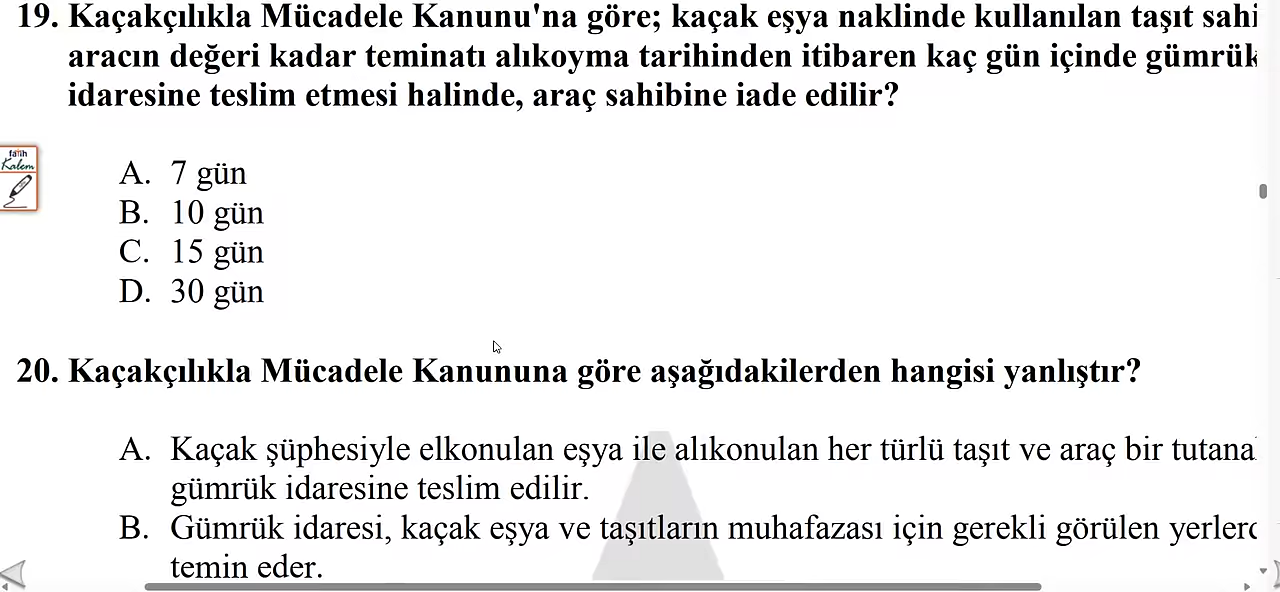 19. Kaçakçılıkla Mücadele Kanunu'na göre; kaçak eşya naklinde kullanılan taşıt sahi
aracın değeri kadar teminatı alıkoyma tarihinden itibaren kaç gün içinde gümrük
idaresine teslim etmesi halinde, araç sahibine iade edilir?
fatih
Kalem
A. 7 gün
B. 10 gün
C. 15 gün
D. 30 gün
20. Kaçakçılıkla Mücadele Kanununa göre aşağıdakilerden hangisi yanlıştır?
A. Kaçak şüphesiyle elkonulan eşya ile alıkonulan her türlü taşıt ve araç bir tutana
gümrük idaresine teslim edilir.
B. Gümrük idaresi, kaçak eşya ve taşıtların muhafazası için gerekli görülen yerler
temin eder.